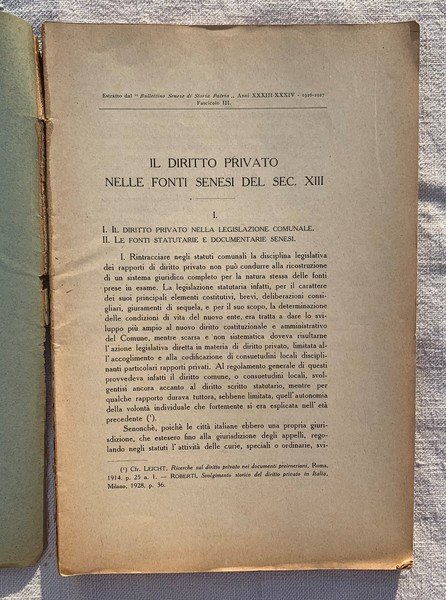 Estratto dal " Bullettino Senese di Storia Patria „ Anni XXXIII-XXXIV - 1926-1927
Fascicolo III.
IL DIRITTO PRIVATO
NELLE FONTI SENESI DEL SEC. XIII
I.
I. IL DIRITTO PRIVATO NELLA LEGISLAZIONE COMUNALE.
II. LE FONTI STATUTARIE E DOCUMENTARIE SENESI.
I. Rintracciare negli statuti comunali la disciplina legislativa
dei rapporti di diritto privato non può condurre alla ricostruzione
di un sistema giuridico completo per la natura stessa delle fonti
prese in esame. La legislazione statutaria infatti, per il carattere
dei suoi principali elementi costitutivi, brevi, deliberazioni consi-
gliari, giuramenti di sequela, e per il suo scopo, la determinazione
delle condizioni di vita del nuovo ente, era tratta a dare lo svi-
luppo più ampio al nuovo diritto costituzionale e amministrativo
del Comune, mentre scarsa e non sistematica doveva risultarne
l'azione legislativa diretta in materia di diritto privato, limitata al-
l'accoglimento e alla codificazione di consuetudini locali discipli-
nanti particolari rapporti privati. Al regolamento generale di questi
provvedeva infatti il diritto comune, o consuetudini locali, svol-
gentisi ancora accanto al diritto scritto statutario, mentre per
qualche rapporto durava tuttora, sebbene limitata, quell'autonomia
della volontà individuale che fortemente si era esplicata nell'età
precedente (¹).
Senonchè, poichè le città italiane ebbero una propria giuri-
sdizione, che estesero fino alla giurisdizione degli appelli, rego-
lando negli statuti l'attività delle curie, speciali o ordinarie, svi-
(¹) Cfr. LEICHT, Ricerche sul diritto privato nei documenti preirneriani, Roma,
1914, p. 25 n. 1. — ROBERTI, Svolgimento storico del diritto privato in Italia,
Milano, 1928, p. 36.